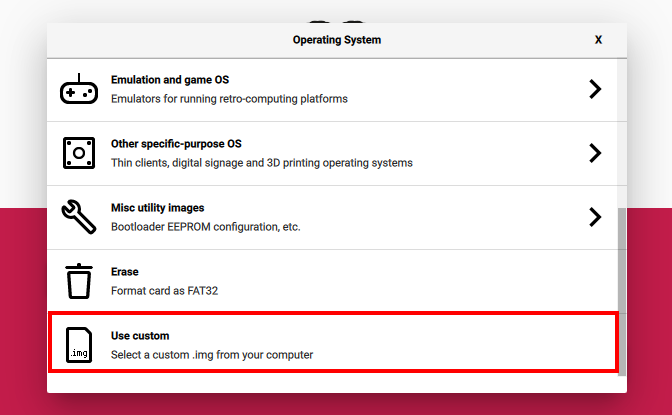 Operating System X
Emulation and game OS
Emulators for running retro-computing platforms
Other specific-purpose OS
Thin clients, digital signage and 3D printing operating systems
Misc utility images
Bootloader EEPROM configuration, etc.
Erase
Format card as FAT32
Use custom
.img
Select a custom .img from your computer